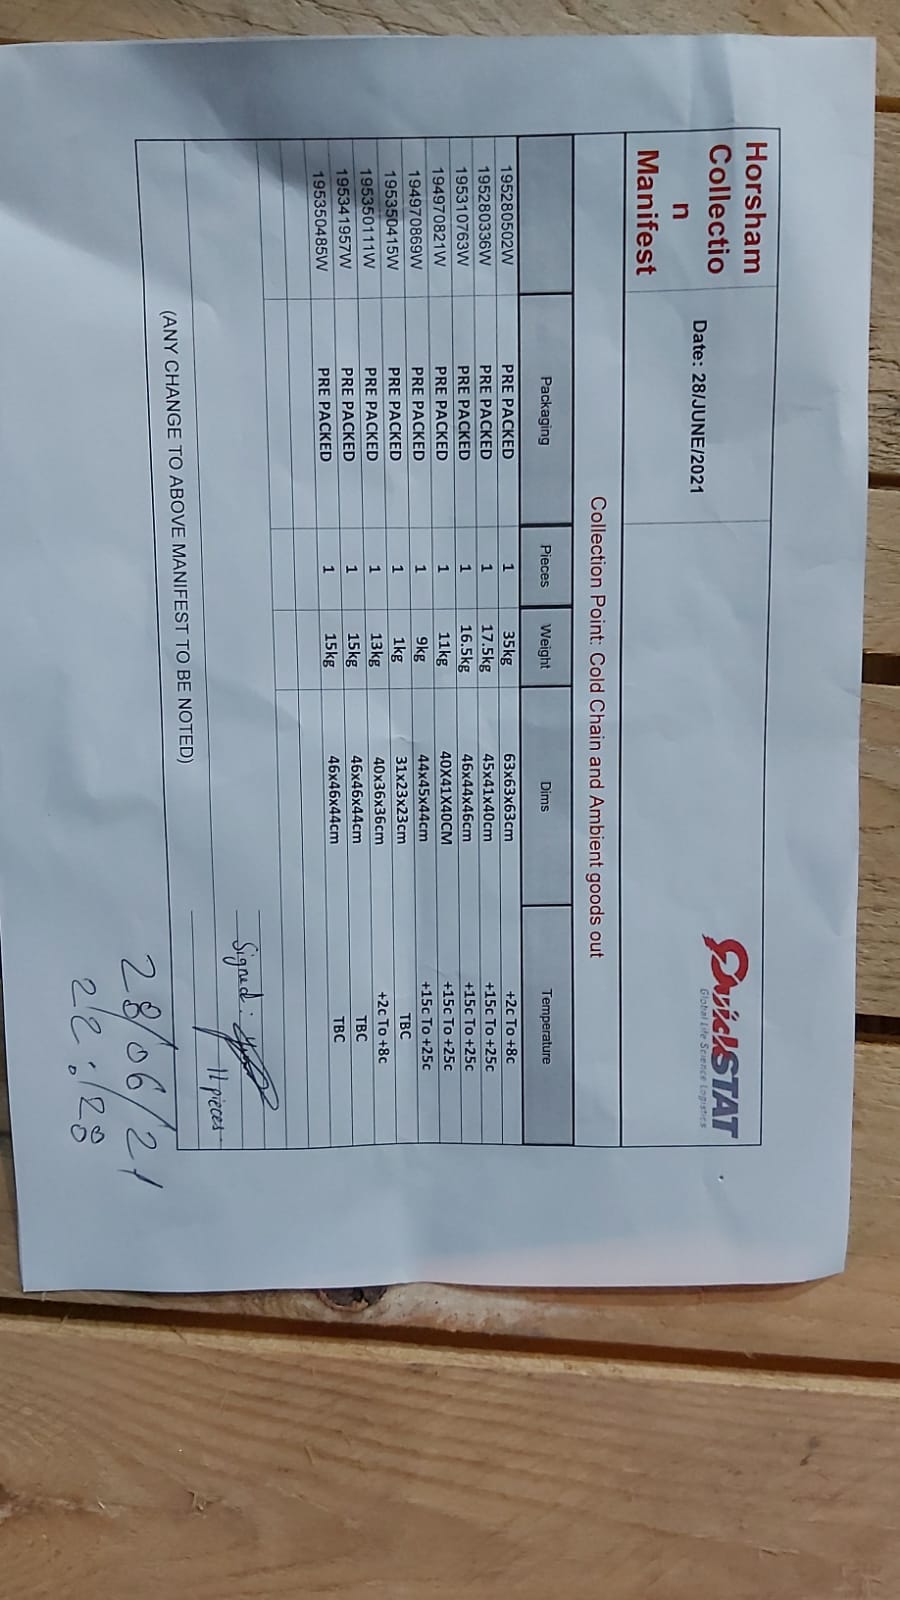 Horsham
Collectio
n
Manifest
Date: 28/JUNE/2021
QuickSTAT
Global Life Science Logistics
Collection Point: Cold Chain and Ambient goods out
Packaging Pieces Weight Dims Temperature
195280502W PRE PACKED 1 35kg 63x63x63cm +2c To +8c
195280336W PRE PACKED 1 17.5kg 45x41x40cm +15c To +25c
195310763W PRE PACKED 1 16.5kg 46x44x46cm +15c To +25c
194970821W PRE PACKED 1 11kg 40X41X40CM +15c To +25c
194970869W PRE PACKED 1 9kg 44x45x44cm +15c To +25c
195350415W PRE PACKED 1 1kg 31x23x23cm TBC
195350111W PRE PACKED 1 13kg 40x36x36cm +2c To +8c
195341957W PRE PACKED 1 15kg 46x46x44cm TBC
195350485W PRE PACKED 1 15kg 46x46x44cm TBC
Signed:
11 pieces
(ANY CHANGE TO ABOVE MANIFEST TO BE NOTED)
28/06/21
22:28